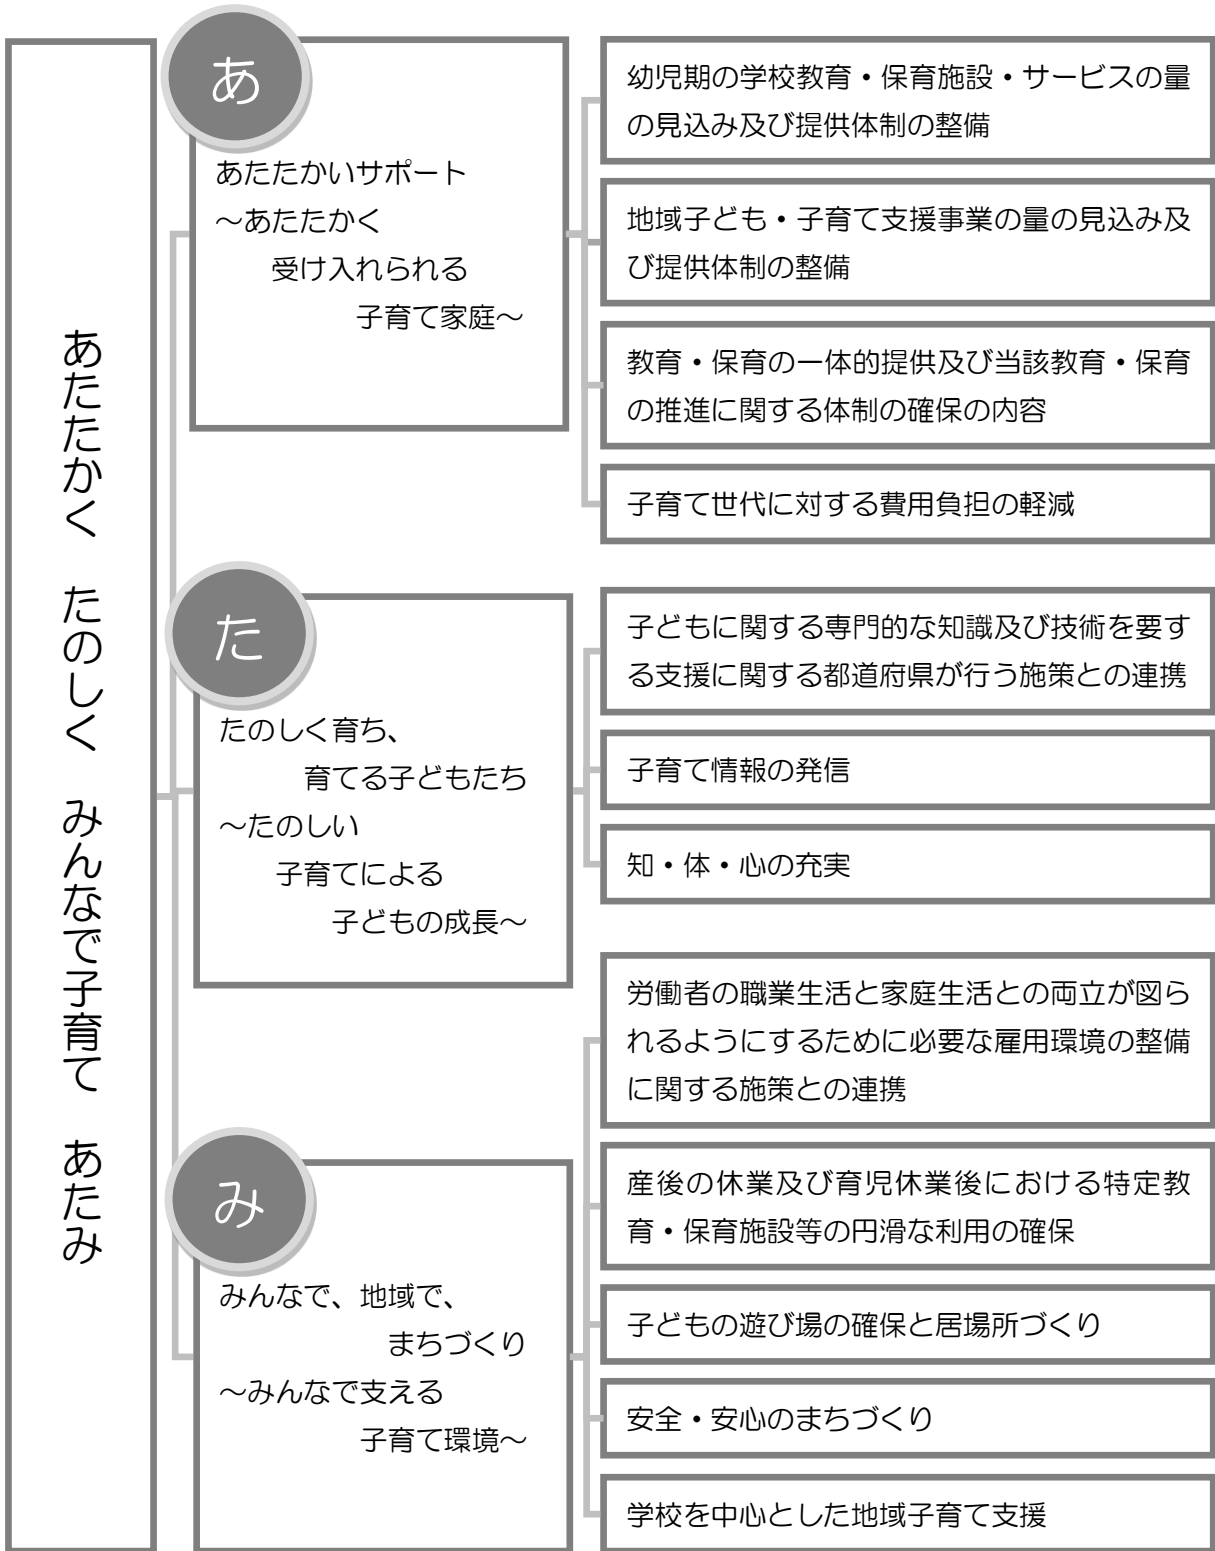 あたたかく　たのしく　みんなで子育て　あたみ
あ
あたたかいサポート
～あたたかく
受け入れられる
子育て家庭～
幼児期の学校教育・保育施設・サービスの量
の見込み及び提供体制の整備
地域子ども・子育て支援事業の量の見込み及
び提供体制の整備
教育・保育の一体的提供及び当該教育・保育
の推進に関する体制の確保の内容
子育て世代に対する費用負担の軽減
た
たのしく育ち、
育てる子どもたち
～たのしい
子育てによる
子どもの成長～
子どもに関する専門的な知識及び技術を要す
る支援に関する都道府県が行う施策との連携
子育て情報の発信
知・体・心の充実
み
みんなで、地域で、
まちづくり
～みんなで支える
子育て環境～
労働者の職業生活と家庭生活との両立が図ら
れるようにするために必要な雇用環境の整備
に関する施策との連携
産後の休業及び育児休業後における特定教
育・保育施設等の円滑な利用の確保
子どもの遊び場の確保と居場所づくり
安全・安心のまちづくり
学校を中心とした地域子育て支援